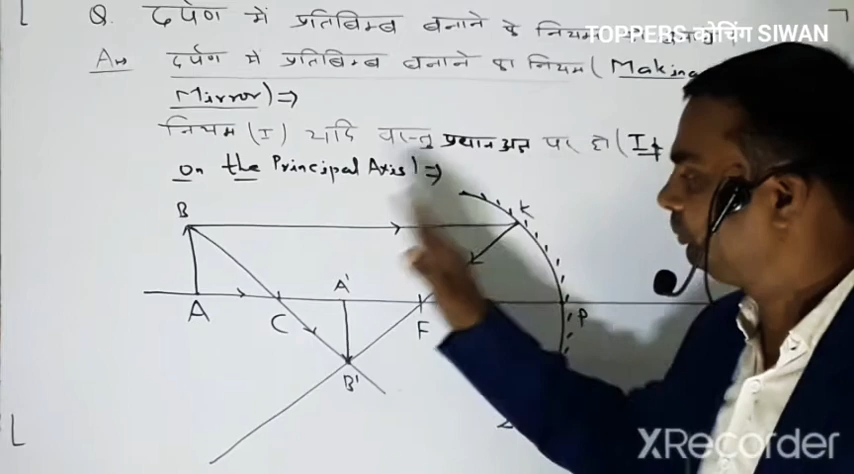 Q. दर्पण में प्रतिबिम्ब बनाने के नियम
TOPPERS कोचिंग SIWAN
A⇒ दर्पण में प्रतिबिम्ब बनाने का नियम (Making
Mirror) ⇒
नियम (I) यदि वस्तु प्रधान अक्ष पर हो (If
on the Principal Axis) ⇒
B
K
A
C
A'
F
P
B'
XRecorder